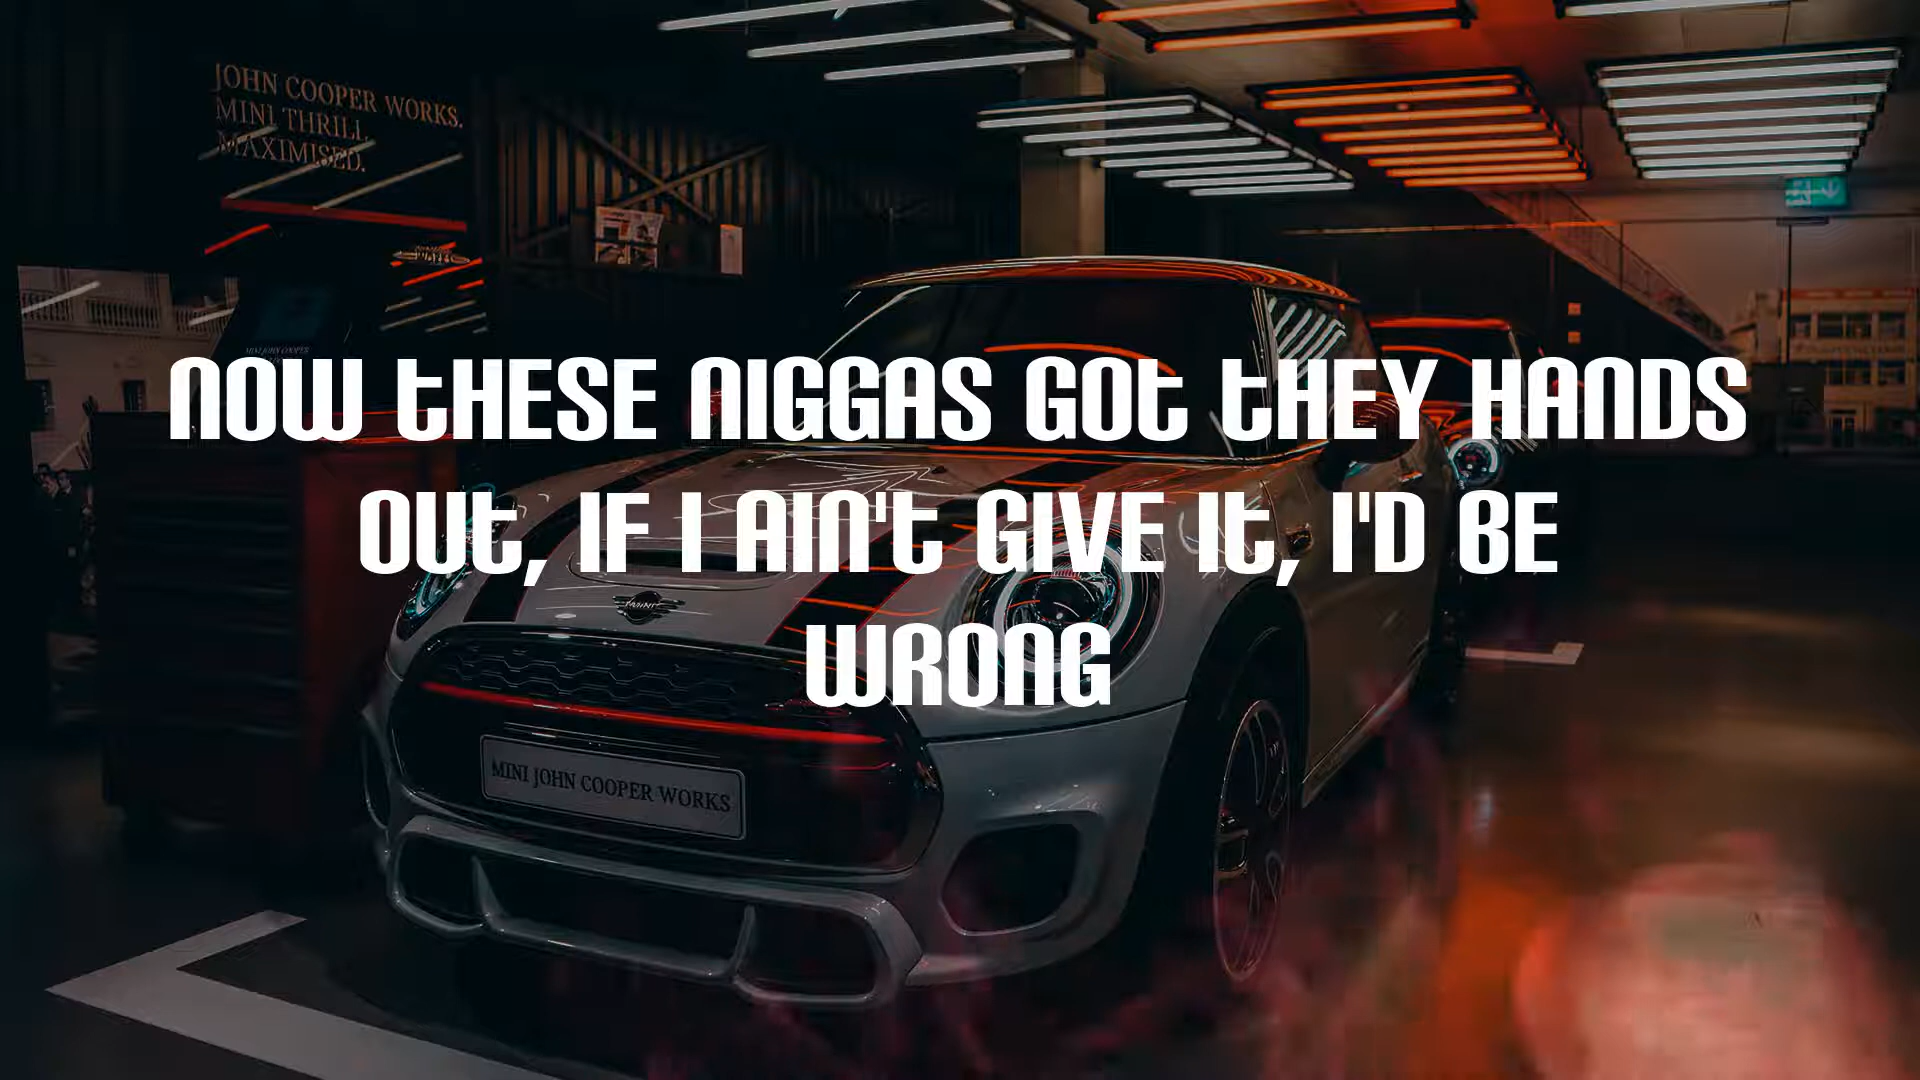 JOHN COOPER WORKS.
MINI THRILL
MAXIMISED.
NOW THESE NIGGAS GOT THEY HANDS
OUT, IF I AIN'T GIVE IT, I'D BE
WRONG
MINI
MINI JOHN COOPER WORKS